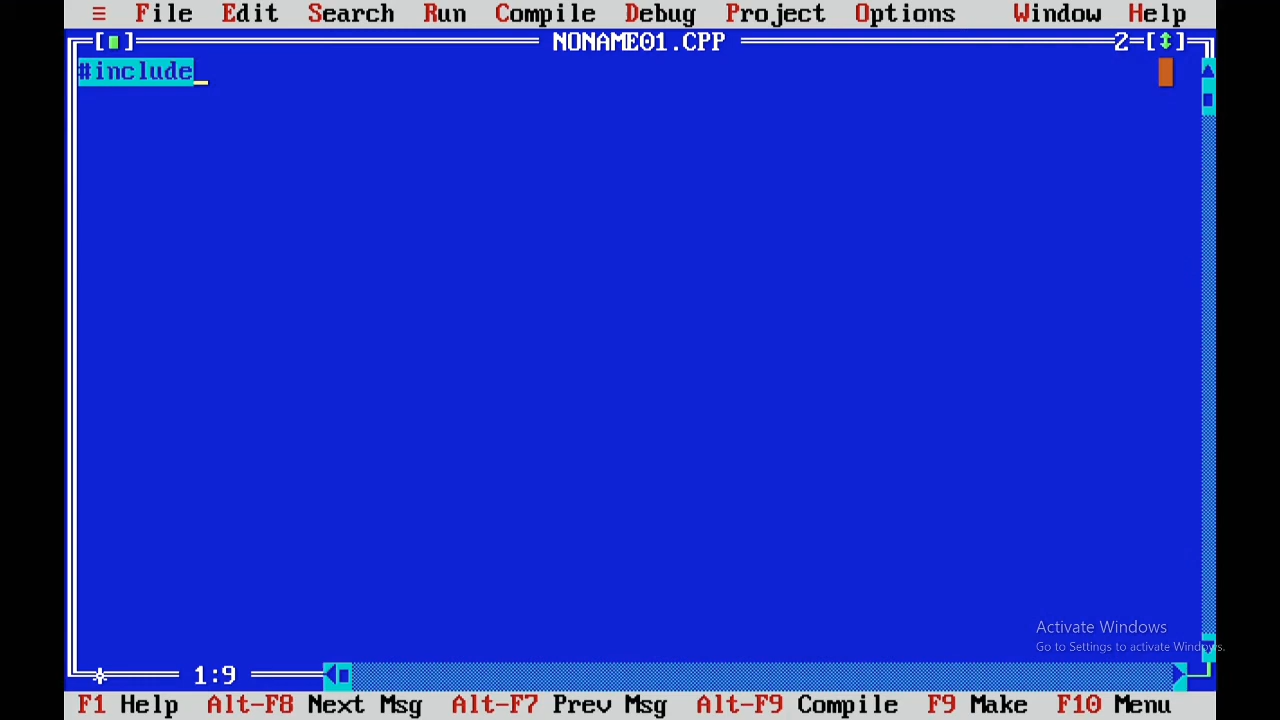 ≡ File Edit Search Run Compile Debug Project Options Window Help
[■] NONAME01.CPP 2=[↕]
#include_
Activate Windows
Go to Settings to activate Windows.
* 1:9
F1 Help Alt-F8 Next Msg Alt-F7 Prev Msg Alt-F9 Compile F9 Make F10 Menu